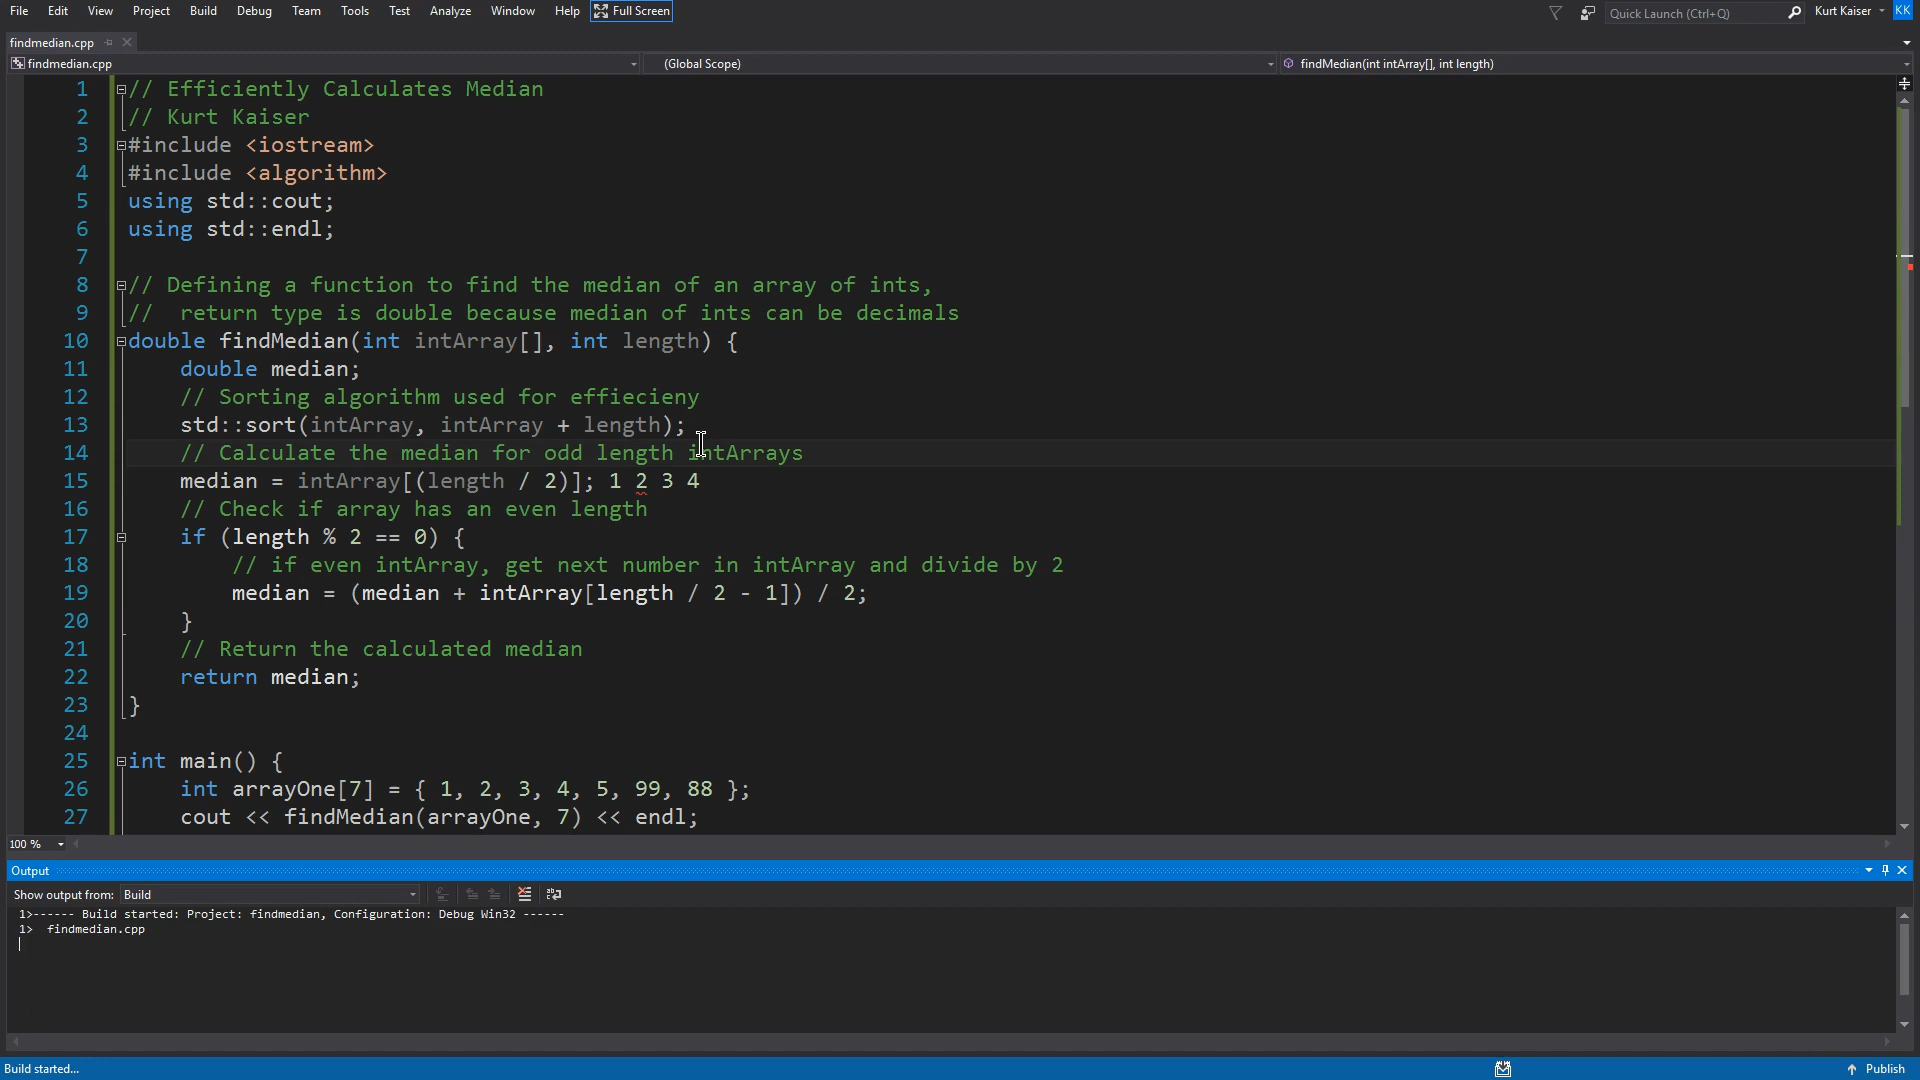 File Edit View Project Build Debug Team Tools Test Analyze Window Help Full Screen Quick Launch (Ctrl+Q) Kurt Kaiser KK
findmedian.cpp
findmedian.cpp (Global Scope) findMedian(int intArray[], int length)
1 // Efficiently Calculates Median
2 // Kurt Kaiser
3 #include <iostream>
4 #include <algorithm>
5 using std::cout;
6 using std::endl;
7
8 // Defining a function to find the median of an array of ints,
9 //  return type is double because median of ints can be decimals
10 double findMedian(int intArray[], int length) {
11     double median;
12     // Sorting algorithm used for effiecieny
13     std::sort(intArray, intArray + length);
14     // Calculate the median for odd length intArrays
15     median = intArray[(length / 2)]; 1 2 3 4
16     // Check if array has an even length
17     if (length % 2 == 0) {
18         // if even intArray, get next number in intArray and divide by 2
19         median = (median + intArray[length / 2 - 1]) / 2;
20     }
21     // Return the calculated median
22     return median;
23 }
24
25 int main() {
26     int arrayOne[7] = { 1, 2, 3, 4, 5, 99, 88 };
27     cout << findMedian(arrayOne, 7) << endl;
100 %
Output
Show output from: Build
1>------ Build started: Project: findmedian, Configuration: Debug Win32 ------
1>  findmedian.cpp
Build started... Publish